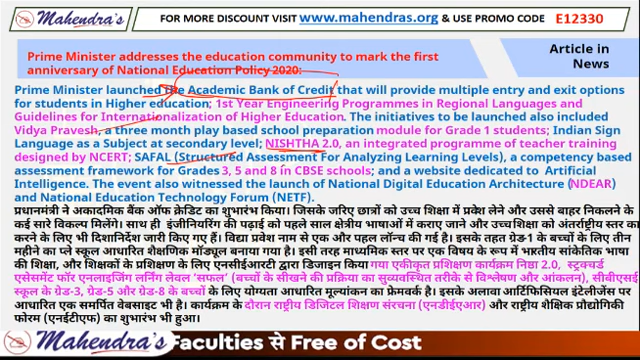 Mahendra's
FOR MORE DISCOUNT VISIT www.mahendras.org & USE PROMO CODE E12330
Prime Minister addresses the education community to mark the first
anniversary of National Education Policy 2020:
Article in
News
Prime Minister launched the Academic Bank of Credit that will provide multiple entry and exit options
for students in Higher education; 1st Year Engineering Programmes in Regional Languages and
Guidelines for Internationalization of Higher Education. The initiatives to be launched also included
Vidya Pravesh, a three month play based school preparation module for Grade 1 students; Indian Sign
Language as a Subject at secondary level; NISHTHA 2.0, an integrated programme of teacher training
designed by NCERT; SAFAL (Structured Assessment For Analyzing Learning Levels), a competency based
assessment framework for Grades 3, 5 and 8 in CBSE schools; and a website dedicated to Artificial
Intelligence. The event also witnessed the launch of National Digital Education Architecture (NDEAR)
and National Education Technology Forum (NETF).
प्रधानमंत्री ने अकादमिक बैंक ऑफ क्रेडिट का शुभारंभ किया। जिसके जरिए छात्रों को उच्च शिक्षा में प्रवेश लेने और उससे बाहर निकलने के
कई सारे विकल्प मिलेंगे। साथ ही इंजीनियरिंग की पढ़ाई को पहले साल क्षेत्रीय भाषाओं में कराए जाने और उच्च शिक्षा को अंतर्राष्ट्रीय स्तर का
करने के लिए भी दिशानिर्देश जारी किए गए हैं। विद्या प्रवेश नाम से एक और पहल लॉन्च की गई है। इसके तहत ग्रेड-1 के बच्चों के लिए तीन
महीने का प्ले स्कूल आधारित शैक्षणिक मॉड्यूल बनाया गया है। इसी तरह माध्यमिक स्तर पर एक विषय के रूप में भारतीय सांकेतिक भाषा
की शिक्षा, और शिक्षकों के प्रशिक्षण के लिए एनसीईआरटी द्वारा डिजाइन किया गया एकीकृत प्रशिक्षण कार्यक्रम निष्ठा 2.0, स्ट्रक्चर्ड
एसेसमेंट फॉर एनलाइजिंग लर्निंग लेवल 'सफल' (बच्चों के सीखने की प्रक्रिया का सुव्यवस्थित तरीके से विश्लेषण और आंकलन), सीबीएसई
स्कूल के ग्रेड-3, ग्रेड-5 और ग्रेड-8 के बच्चों के लिए योग्यता आधारित मूल्यांकन का फ्रेमवर्क है। इसके अलावा आर्टिफिसियल इंटेलीजेंस पर
आधारित एक समर्पित वेबसाइट भी है। कार्यक्रम के दौरान राष्ट्रीय डिजिटल शिक्षण संरचना (एनडीईआर) और राष्ट्रीय शैक्षिक प्रौद्योगिकी
फोरम (एनईटीएफ) का शुभारंभ भी हुआ।
Mahendra's Faculties से Free of Cost